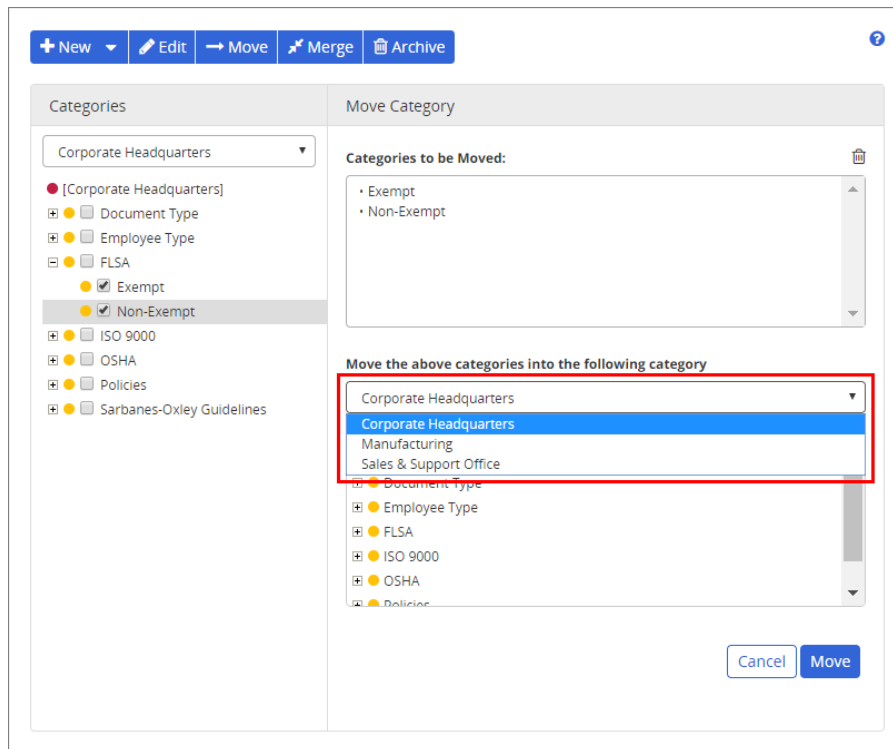 New Edit Move Merge Archive
Categories
Corporate Headquarters
[Corporate Headquarters]
Document Type
Employee Type
FLSA
Exempt
Non-Exempt
ISO 9000
OSHA
Policies
Sarbanes-Oxley Guidelines
Move Category
Categories to be Moved:
• Exempt
• Non-Exempt
Move the above categories into the following category
Corporate Headquarters
Corporate Headquarters
Manufacturing
Sales & Support Office
Document Type
Employee Type
FLSA
ISO 9000
OSHA
Policies
Cancel Move